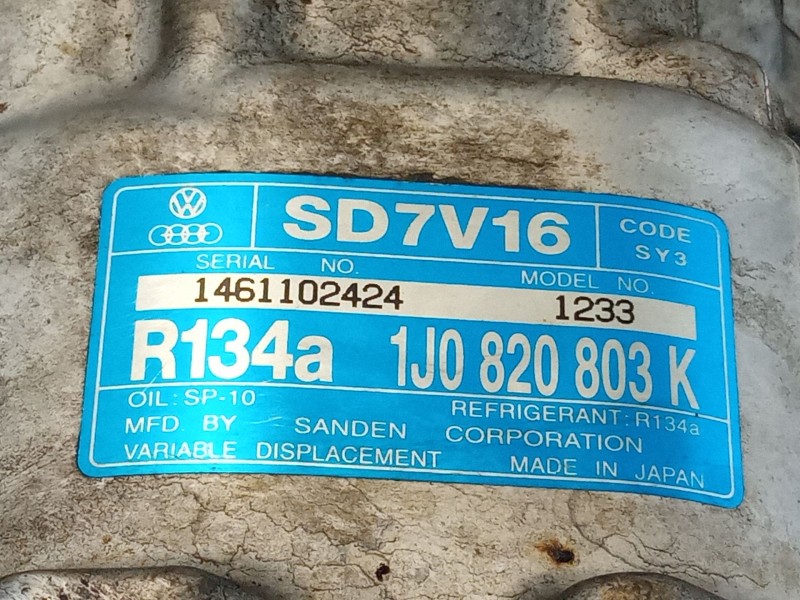 SD7V16
CODE
SY3
SERIAL NO.
MODEL NO.
1461102424 1233
R134a 1J0 820 803 K
OIL: SP-10
REFRIGERANT: R134a
MFD. BY SANDEN CORPORATION
VARIABLE DISPLACEMENT MADE IN JAPAN